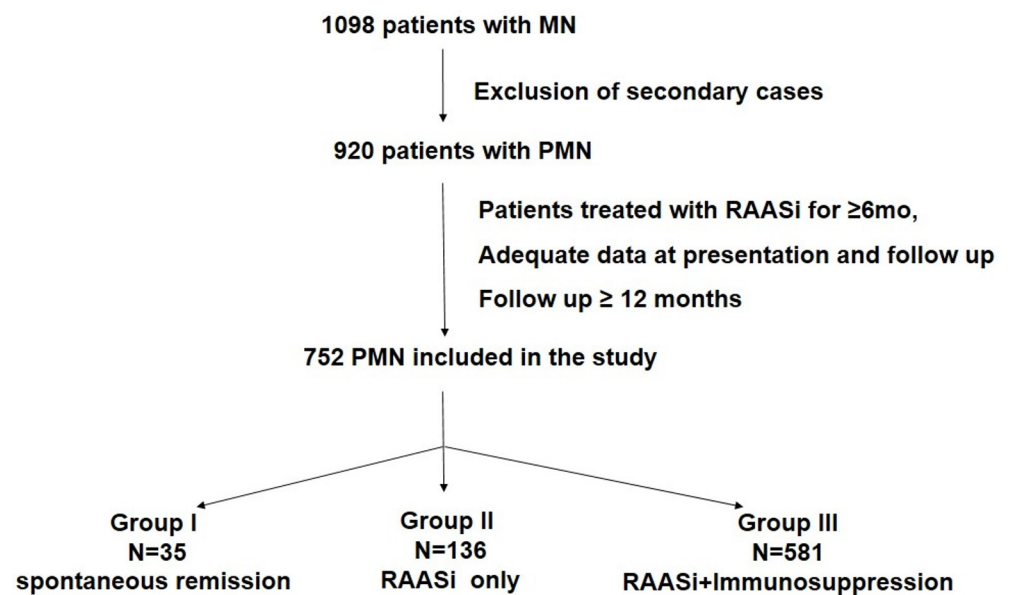 1098 patients with MN
Exclusion of secondary cases
920 patients with PMN
Patients treated with RAASi for ≥6mo,
Adequate data at presentation and follow up
Follow up ≥ 12 months
752 PMN included in the study
Group I
N=35
spontaneous remission
Group II
N=136
RAASi only
Group III
N=581
RAASi+Immunosuppression